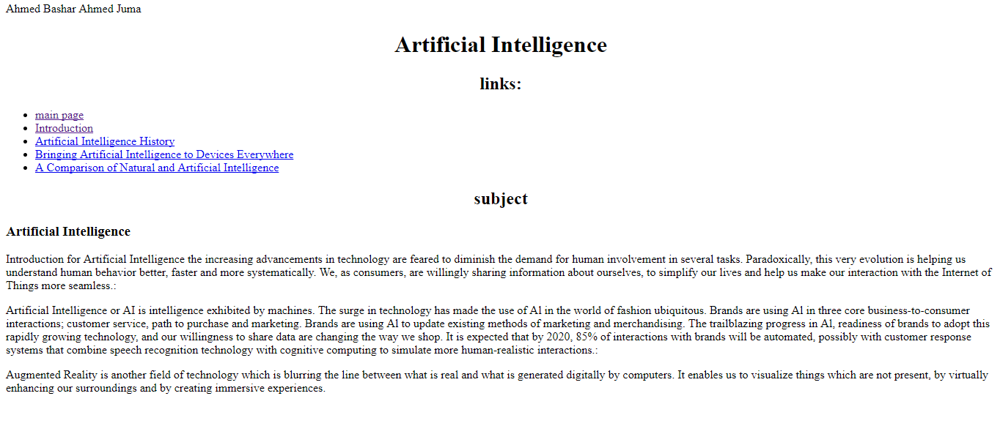 Ahmed Bashar Ahmed Juma
Artificial Intelligence
links:
main page
Introduction
Artificial Intelligence History
Bringing Artificial Intelligence to Devices Everywhere
A Comparison of Natural and Artificial Intelligence
subject
Artificial Intelligence
Introduction for Artificial Intelligence the increasing advancements in technology are feared to diminish the demand for human involvement in several tasks. Paradoxically, this very evolution is helping us
understand human behavior better, faster and more systematically. We, as consumers, are willingly sharing information about ourselves, to simplify our lives and help us make our interaction with the Internet of
Things more seamless.:
Artificial Intelligence or AI is intelligence exhibited by machines. The surge in technology has made the use of Al in the world of fashion ubiquitous. Brands are using Al in three core business-to-consumer
interactions; customer service, path to purchase and marketing. Brands are using Al to update existing methods of marketing and merchandising. The trailblazing progress in Al, readiness of brands to adopt this
rapidly growing technology, and our willingness to share data are changing the way we shop. It is expected that by 2020, 85% of interactions with brands will be automated, possibly with customer response
systems that combine speech recognition technology with cognitive computing to simulate more human-realistic interactions.:
Augmented Reality is another field of technology which is blurring the line between what is real and what is generated digitally by computers. It enables us to visualize things which are not present, by virtually
enhancing our surroundings and by creating immersive experiences.